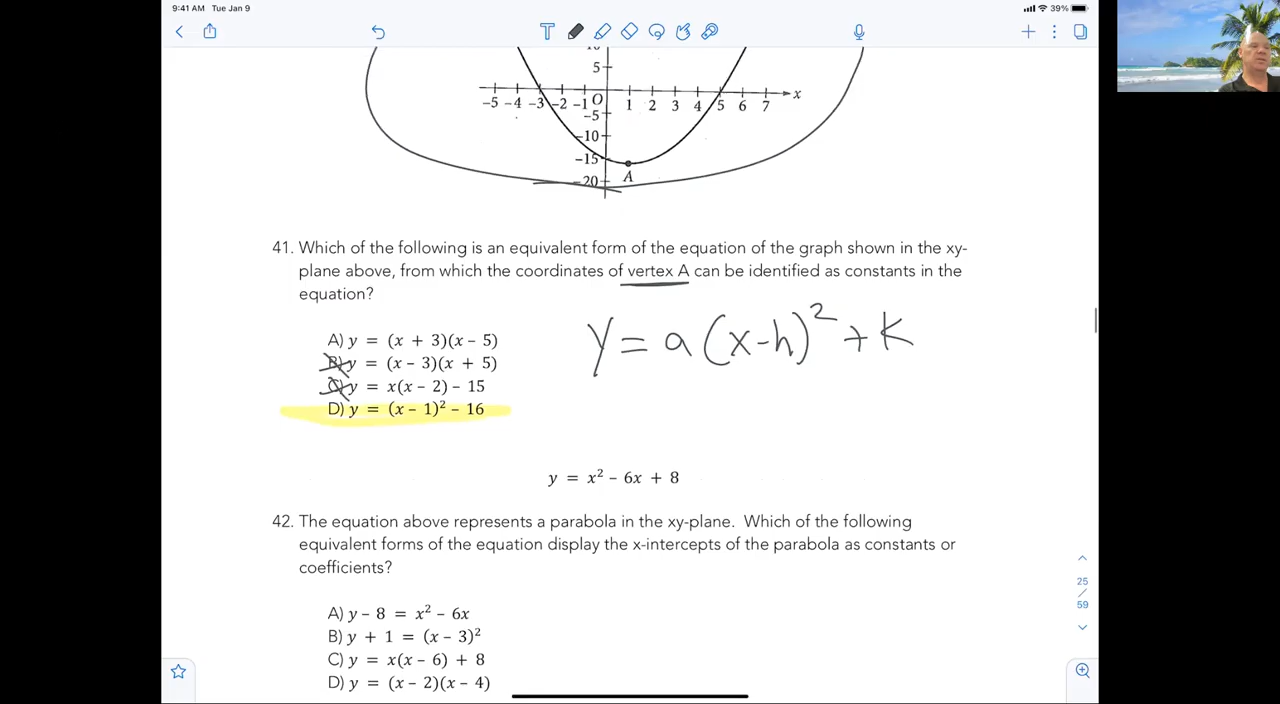 9:41 AM Tue Jan 9
39%
5
-5 -4 -3 -2 -1 O 1 2 3 4 5 6 7 x
-5
-10
-15
-20 A
41. Which of the following is an equivalent form of the equation of the graph shown in the xy-
plane above, from which the coordinates of vertex A can be identified as constants in the
equation?
y = a(x-h)² + k
A) y = (x + 3)(x − 5)
B) y = (x − 3)(x + 5)
C) y = x(x − 2) − 15
D) y = (x − 1)² − 16
y = x² − 6x + 8
42. The equation above represents a parabola in the xy-plane. Which of the following
equivalent forms of the equation display the x-intercepts of the parabola as constants or
coefficients?
A) y − 8 = x² − 6x
B) y + 1 = (x − 3)²
C) y = x(x − 6) + 8
D) y = (x − 2)(x − 4)
25
/
59